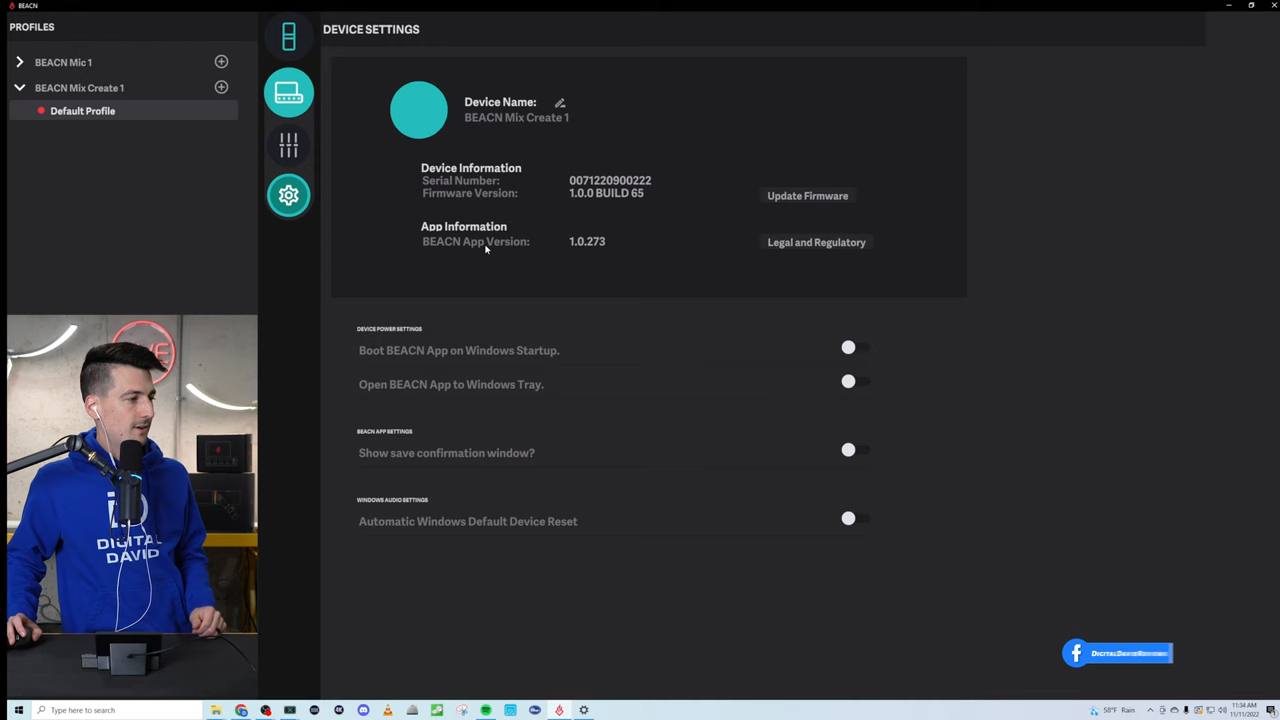 BEACN
PROFILES
BEACN Mic 1
BEACN Mix Create 1
Default Profile
DEVICE SETTINGS
Device Name:
BEACN Mix Create 1
Device Information
Serial Number: 0071220900222
Firmware Version: 1.0.0 BUILD 65
Update Firmware
App Information
BEACN App Version: 1.0.273
Legal and Regulatory
DEVICE POWER SETTINGS
Boot BEACN App on Windows Startup.
Open BEACN App to Windows Tray.
BEACN APP SETTINGS
Show save confirmation window?
WINDOWS AUDIO SETTINGS
Automatic Windows Default Device Reset
DIGITAL
DAVID
Type here to search
58°F Rain
11:34 AM
11/11/2022